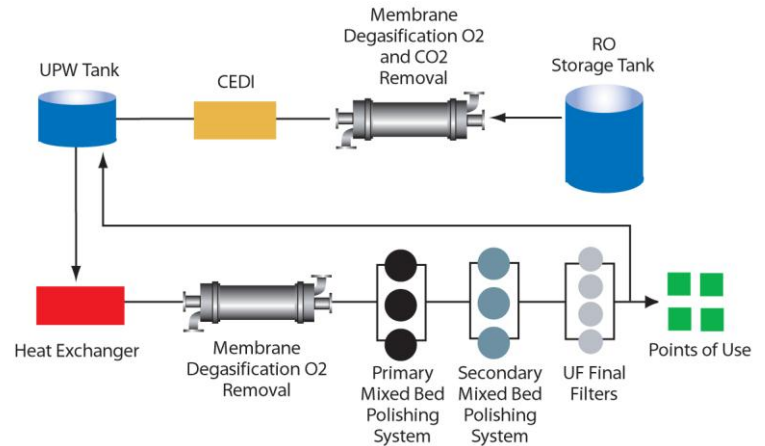 Membrane
Degasification O2
and CO2
Removal
RO
Storage Tank
UPW Tank
CEDI
Heat Exchanger
Membrane
Degasification O2
Removal
Primary
Mixed Bed
Polishing
System
Secondary
Mixed Bed
Polishing
System
UF Final
Filters
Points of Use